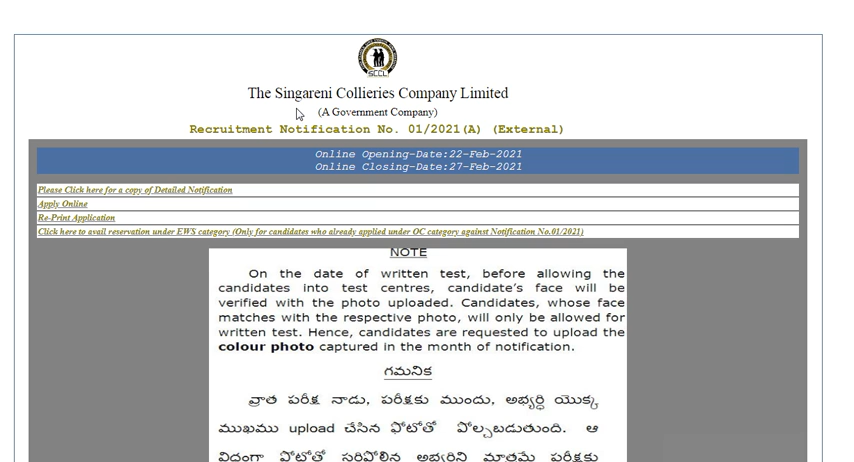 SCCL
The Singareni Collieries Company Limited
(A Government Company)
Recruitment Notification No. 01/2021(A) (External)
Online Opening-Date:22-Feb-2021
Online Closing-Date:27-Feb-2021
Please Click here for a copy of Detailed Notification
Apply Online
Re-Print Application
Click here to avail reservation under EWS category (Only for candidates who already applied under OC category against Notification No.01/2021)
NOTE
On the date of written test, before allowing the
candidates into test centres, candidate's face will be
verified with the photo uploaded. Candidates, whose face
matches with the respective photo, will only be allowed for
written test. Hence, candidates are requested to upload the
colour photo captured in the month of notification.
గమనిక
వ్రాత పరీక్ష నాడు, పరీక్షకు ముందు, అభ్యర్ధి యొక్క
ముఖము upload చేసిన ఫోటోతో పోల్చబడుతుంది. ఆ
విధంగా ఫోటోతో సరిపోలిన అభ్యర్థిని మాత్రమే పరీక్షకు